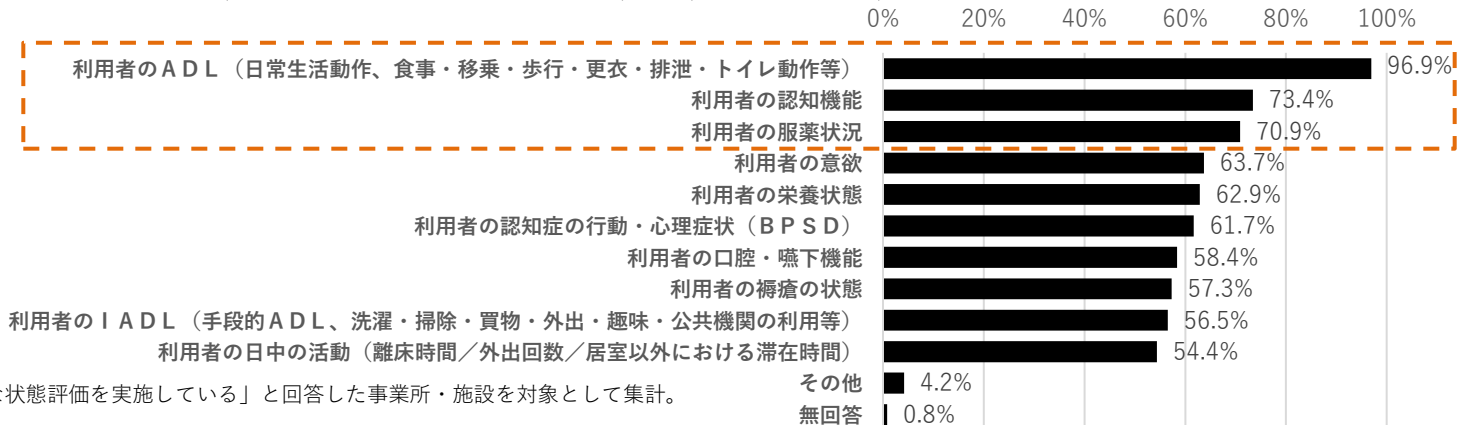 0% 20% 40% 60% 80% 100%
利用者のＡＤＬ（日常生活動作、食事・移乗・歩行・更衣・排泄・トイレ動作等） 96.9%
利用者の認知機能 73.4%
利用者の服薬状況 70.9%
利用者の意欲 63.7%
利用者の栄養状態 62.9%
利用者の認知症の行動・心理症状（ＢＰＳＤ） 61.7%
利用者の口腔・嚥下機能 58.4%
利用者の褥瘡の状態 57.3%
利用者のＩＡＤＬ（手段的ＡＤＬ、洗濯・掃除・買物・外出・趣味・公共機関の利用等） 56.5%
利用者の日中の活動（離床時間／外出回数／居室以外における滞在時間） 54.4%
その他 4.2%
状態評価を実施している」と回答した事業所・施設を対象として集計。
無回答 0.8%